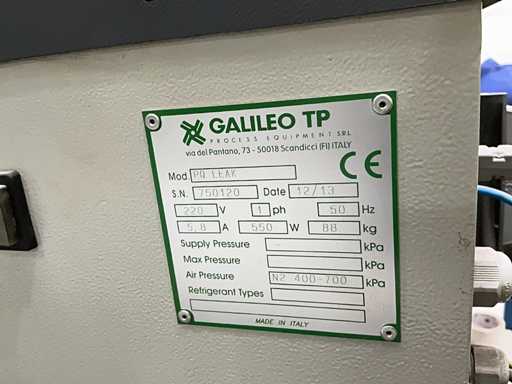 GALILEO TP
PROCESS EQUIPMENT SRL
via del Pantano, 73 - 50018 Scandicci (FI) ITALY
Mod. PQ LEAK CE
S.N. 750120 Date 12/13
220 V 1 ph 50 Hz
5,8 A 550 W 88 kg
Supply Pressure - kPa
Max Pressure kPa
Air Pressure N2 400-700 kPa
Refrigerant Types
MADE IN ITALY